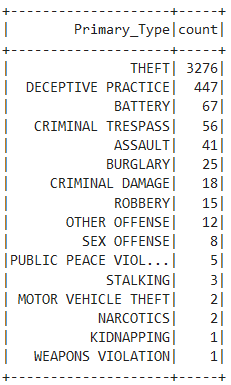 +--------------------+-----+
|        Primary_Type|count|
+--------------------+-----+
|               THEFT| 3276|
|  DECEPTIVE PRACTICE|  447|
|             BATTERY|   67|
|   CRIMINAL TRESPASS|   56|
|             ASSAULT|   41|
|            BURGLARY|   25|
|     CRIMINAL DAMAGE|   18|
|             ROBBERY|   15|
|       OTHER OFFENSE|   12|
|         SEX OFFENSE|    8|
|PUBLIC PEACE VIOL...|    5|
|            STALKING|    3|
| MOTOR VEHICLE THEFT|    2|
|           NARCOTICS|    2|
|          KIDNAPPING|    1|
|   WEAPONS VIOLATION|    1|
+--------------------+-----+